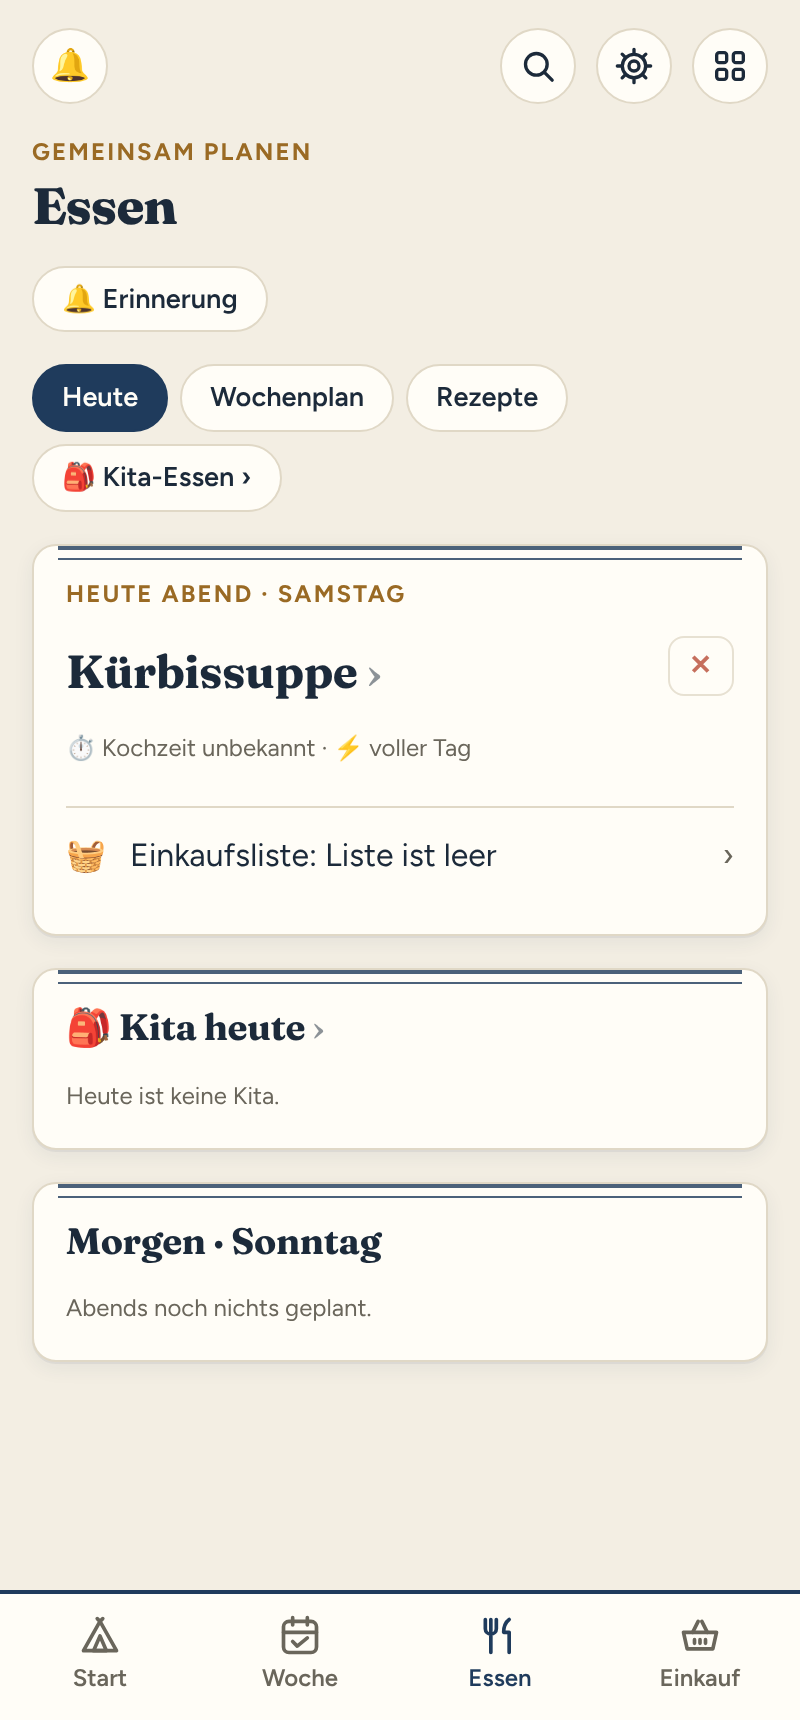 GEMEINSAM PLANEN
Essen
🔔 Erinnerung
Heute
Wochenplan
Rezepte
🎒 Kita-Essen ›
HEUTE ABEND · SAMSTAG
Kürbissuppe ›
✕
⏱️ Kochzeit unbekannt · ⚡ voller Tag
🧺 Einkaufsliste: Liste ist leer ›
🎒 Kita heute ›
Heute ist keine Kita.
Morgen · Sonntag
Abends noch nichts geplant.
Start
Woche
Essen
Einkauf